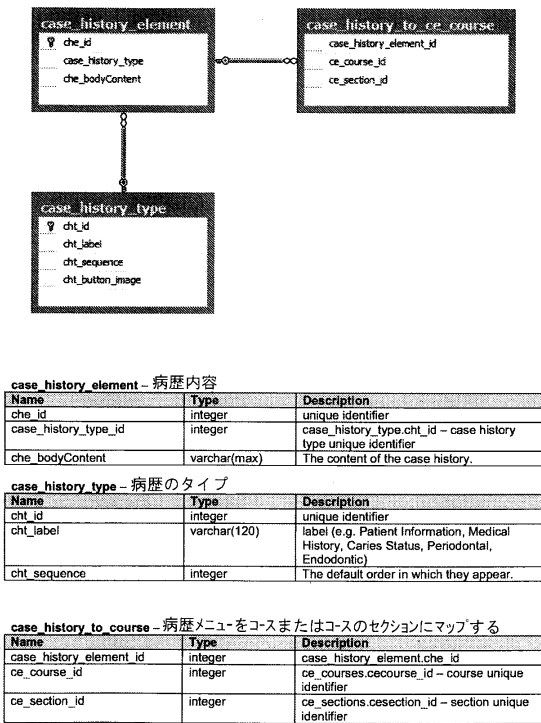 case_history_element
che_id
case_history_type
che_bodyContent
case_history_to_ce_course
case_history_element_id
ce_course_id
ce_section_id
case_history_type
cht_id
cht_label
cht_sequence
cht_button_image
case_history_element – 病歴内容
Name Type Description
che_id integer unique identifier
case_history_type_id integer case_history_type.cht_id – case history
type unique identifier
che_bodyContent varchar(max) The content of the case history.
case_history_type – 病歴のタイプ
Name Type Description
cht_id integer unique identifier
cht_label varchar(120) label (e.g. Patient Information, Medical
History, Caries Status, Periodontal,
Endodontic)
cht_sequence integer The default order in which they appear.
case_history_to_course – 病歴メニューをコースまたはコースのセクションにマップする
Name Type Description
case_history_element_id integer case_history_element.che_id
ce_course_id integer ce_courses.cecourse_id – course unique
identifier
ce_section_id integer ce_sections.cesection_id – section unique
identifier